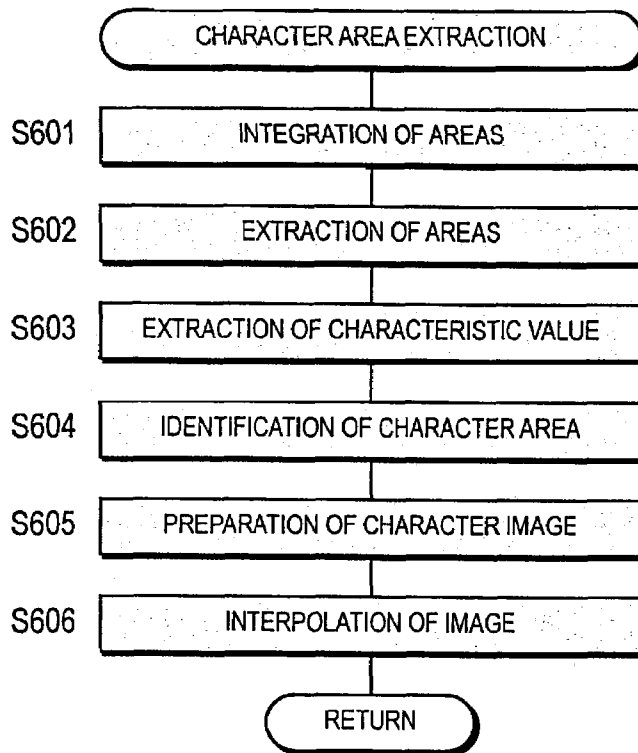 CHARACTER AREA EXTRACTION
S601 INTEGRATION OF AREAS
S602 EXTRACTION OF AREAS
S603 EXTRACTION OF CHARACTERISTIC VALUE
S604 IDENTIFICATION OF CHARACTER AREA
S605 PREPARATION OF CHARACTER IMAGE
S606 INTERPOLATION OF IMAGE
RETURN